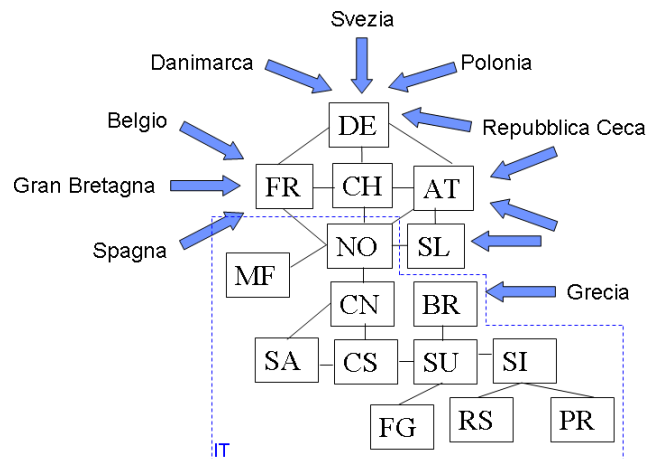 Svezia
Danimarca
Polonia
DE
Belgio
Repubblica Ceca
Gran Bretagna
FR
CH
AT
Spagna
NO
SL
MF
Grecia
CN
BR
SA
CS
SU
SI
FG
RS
PR
IT